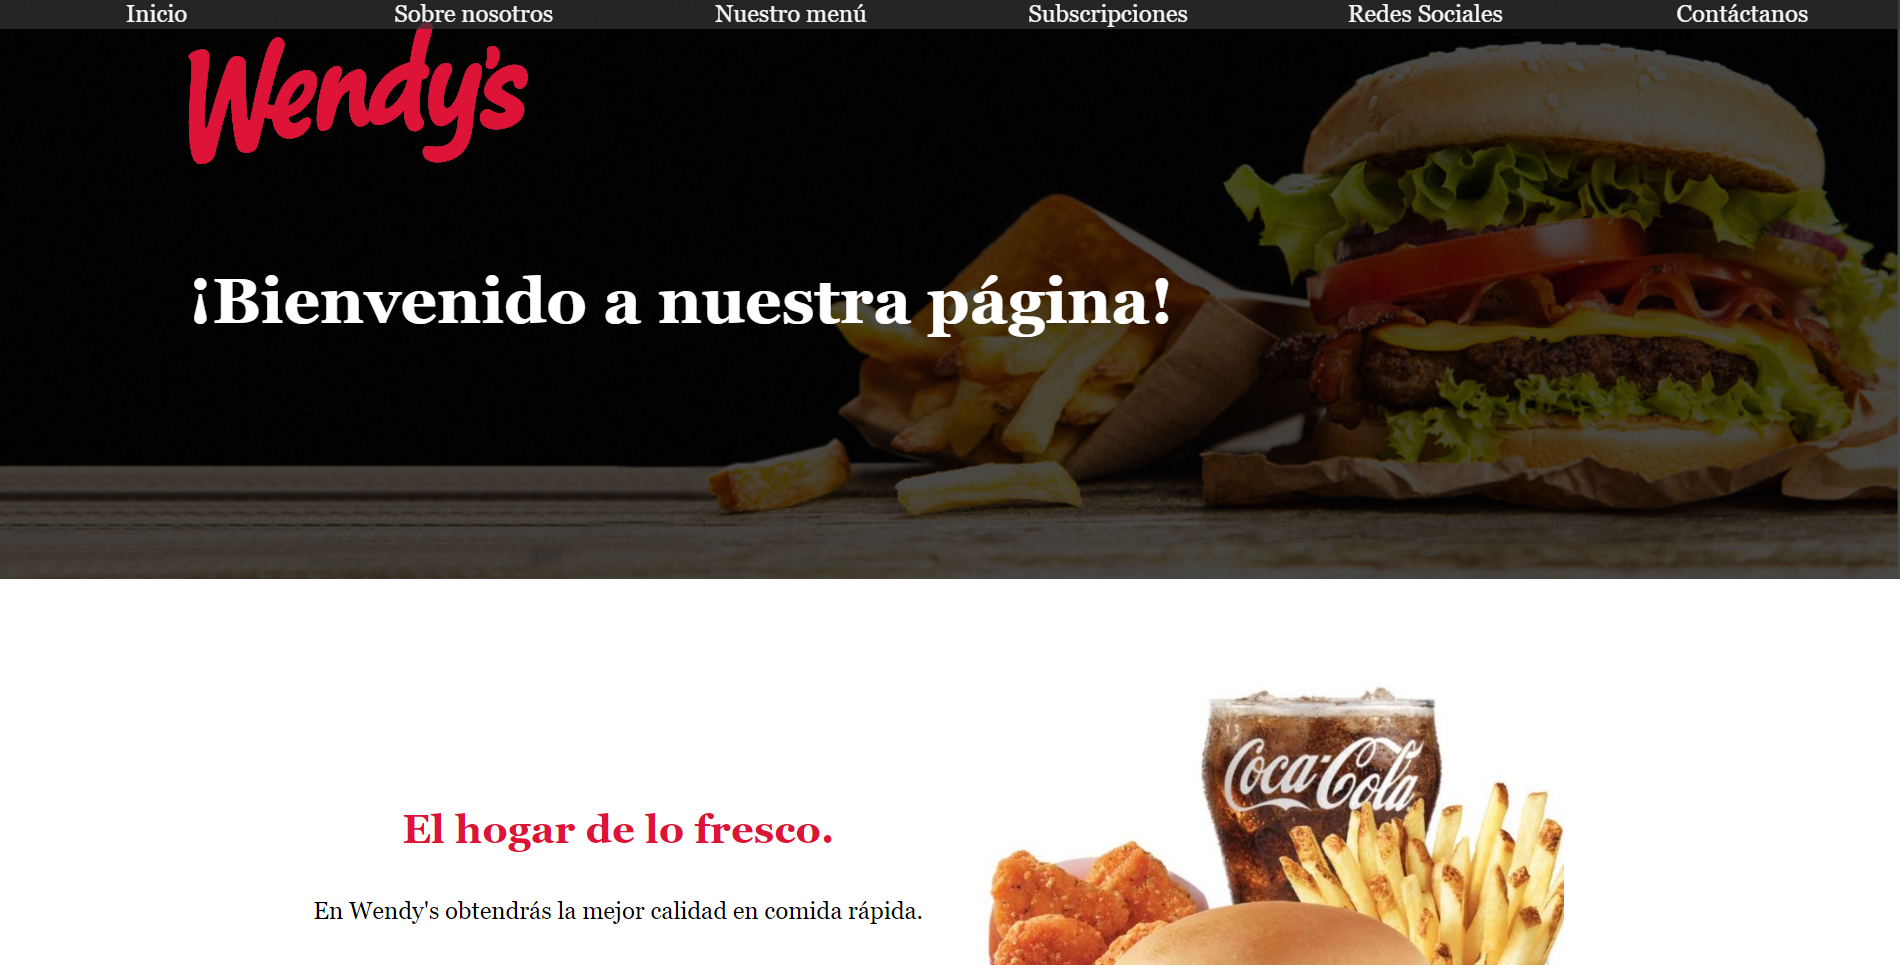 Inicio
Sobre nosotros
Nuestro menú
Subscripciones
Redes Sociales
Contáctanos
Wendy's
¡Bienvenido a nuestra página!
Coca-Cola
El hogar de lo fresco.
En Wendy's obtendrás la mejor calidad en comida rápida.